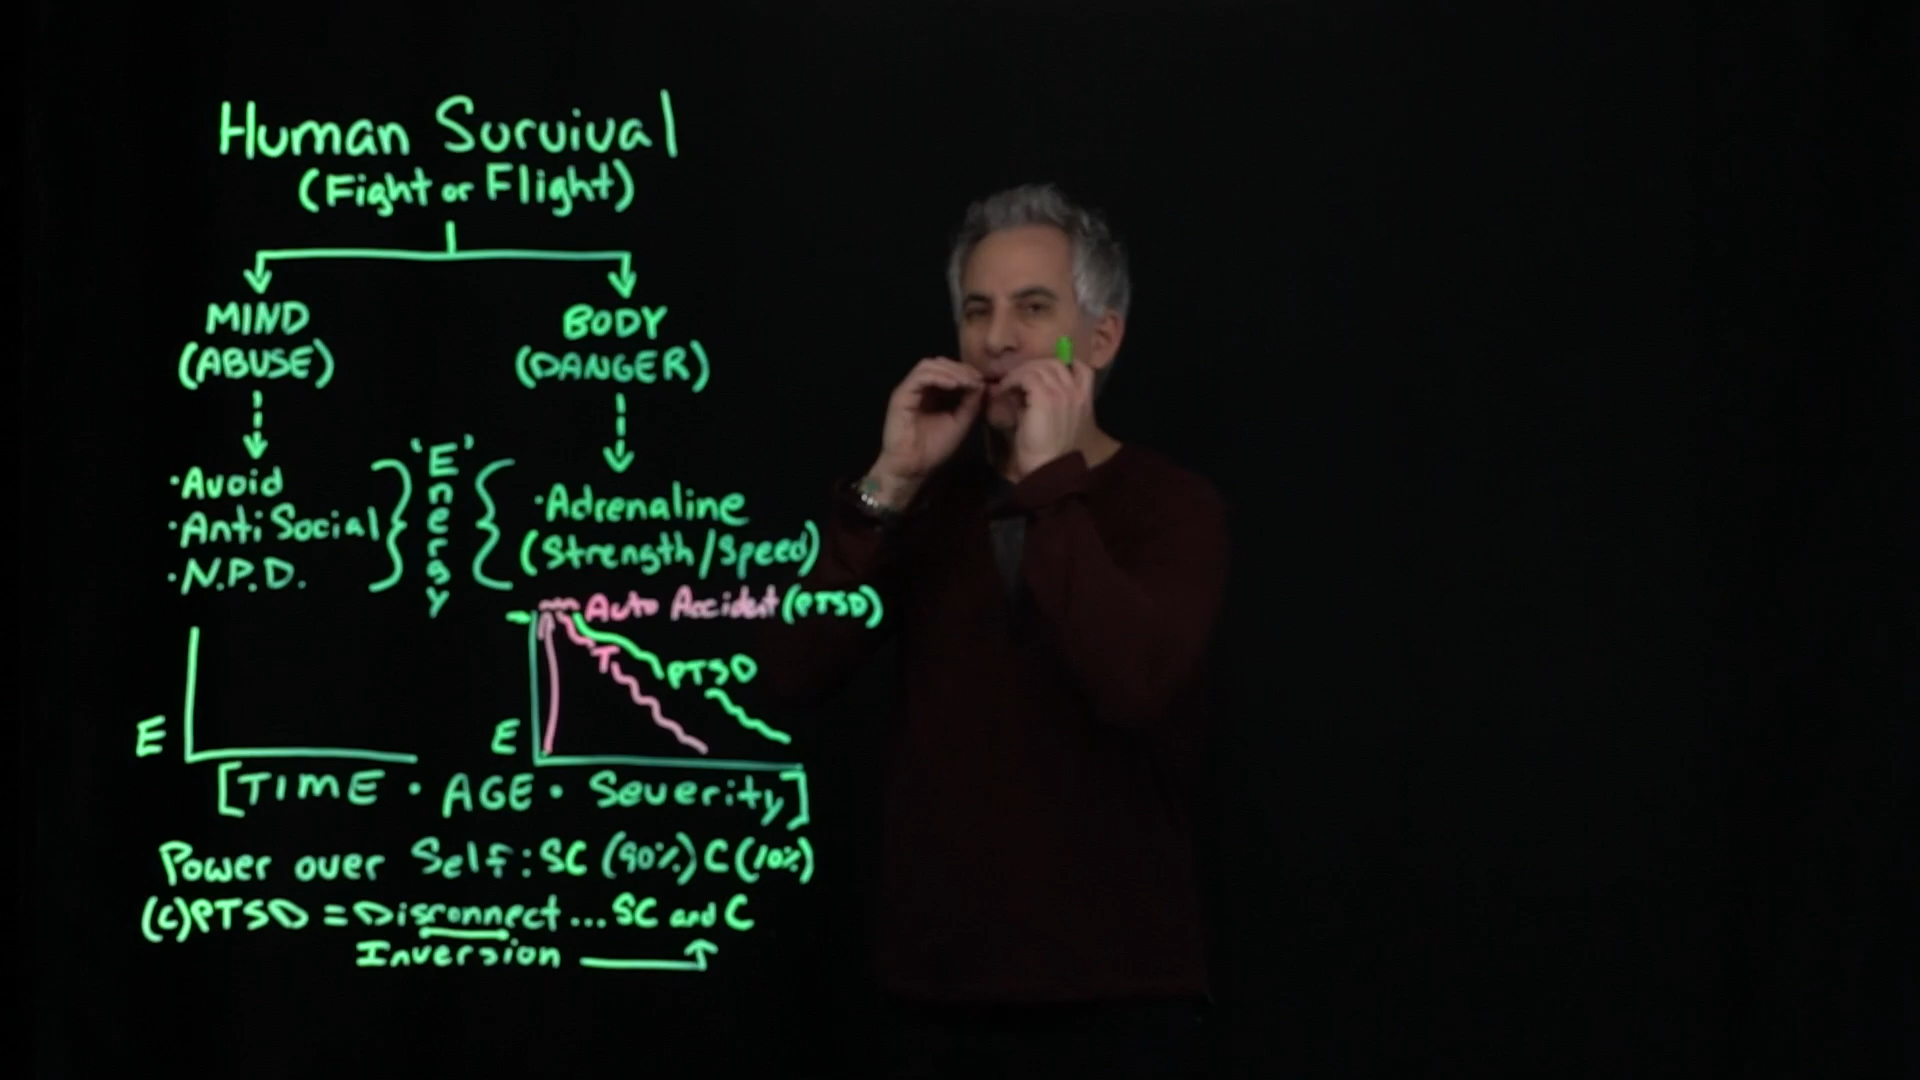 Human Survival
(Fight or Flight)
MIND
(ABUSE)
BODY
(DANGER)
·Avoid
·Anti Social
·N.P.D.
'E'nergy
·Adrenaline
(Strength/Speed)
Auto Accident (PTSD)
T
PTSD
E
E
[TIME · AGE · Severity]
Power over Self: SC (90%) C (10%)
(C)PTSD = Disconnect... SC and C
Inversion